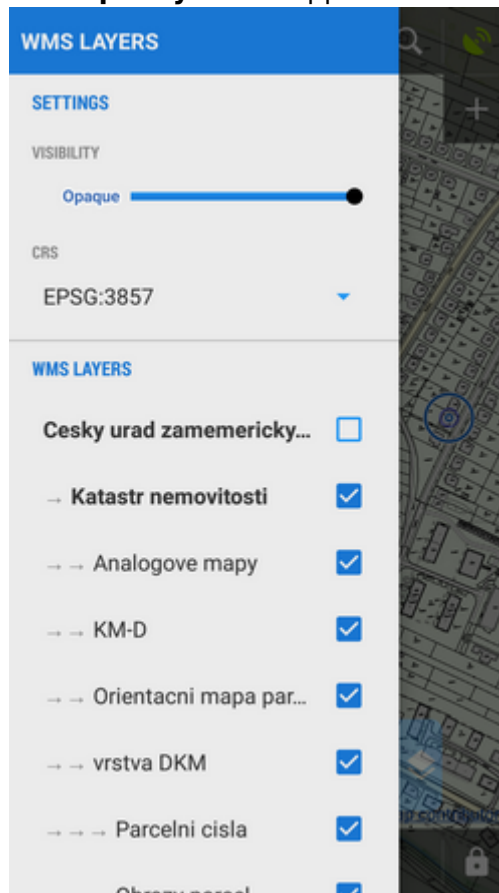 WMS LAYERS
SETTINGS
VISIBILITY
Opaque
CRS
EPSG:3857
WMS LAYERS
Cesky urad zamemericky...
→ Katastr nemovitosti
→ → Analogove mapy
→ → KM-D
→ → Orientacni mapa par...
→ → vrstva DKM
→ → → Parcelni cisla